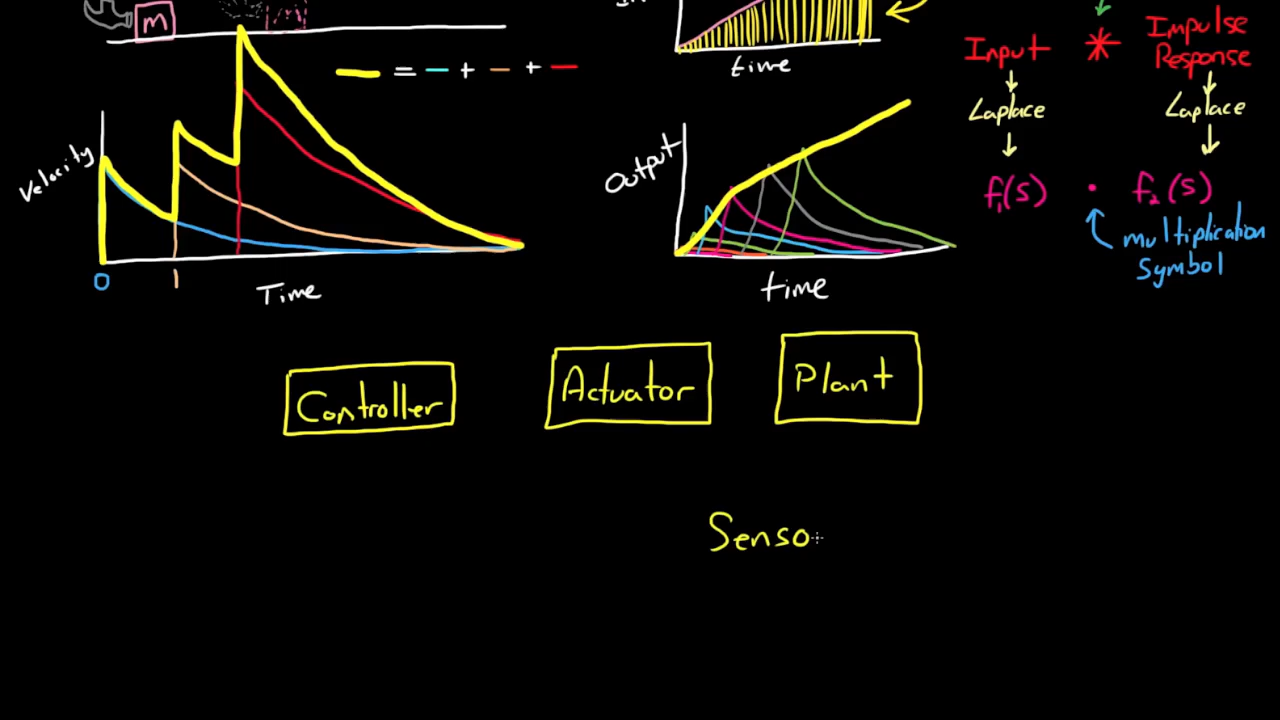 m
time
= + +
Input * Impulse Response
Laplace Laplace
f₁(s) · f₂(s)
multiplication
Symbol
Velocity
0 1
Time
Output
time
Controller
Actuator
Plant
Senso